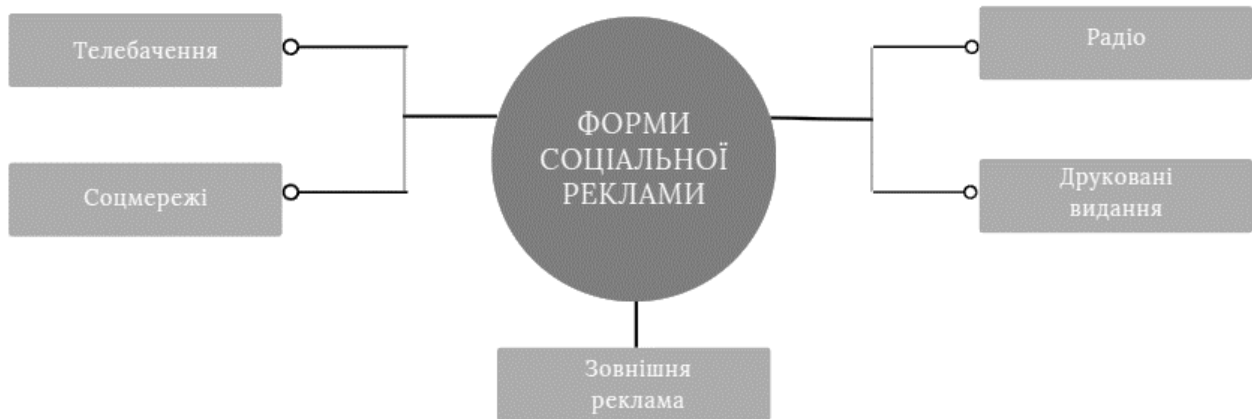 Телебачення
Соцмережі
ФОРМИ
СОЦІАЛЬНОЇ
РЕКЛАМИ
Радіо
Друковані
видання
Зовнішня
реклама